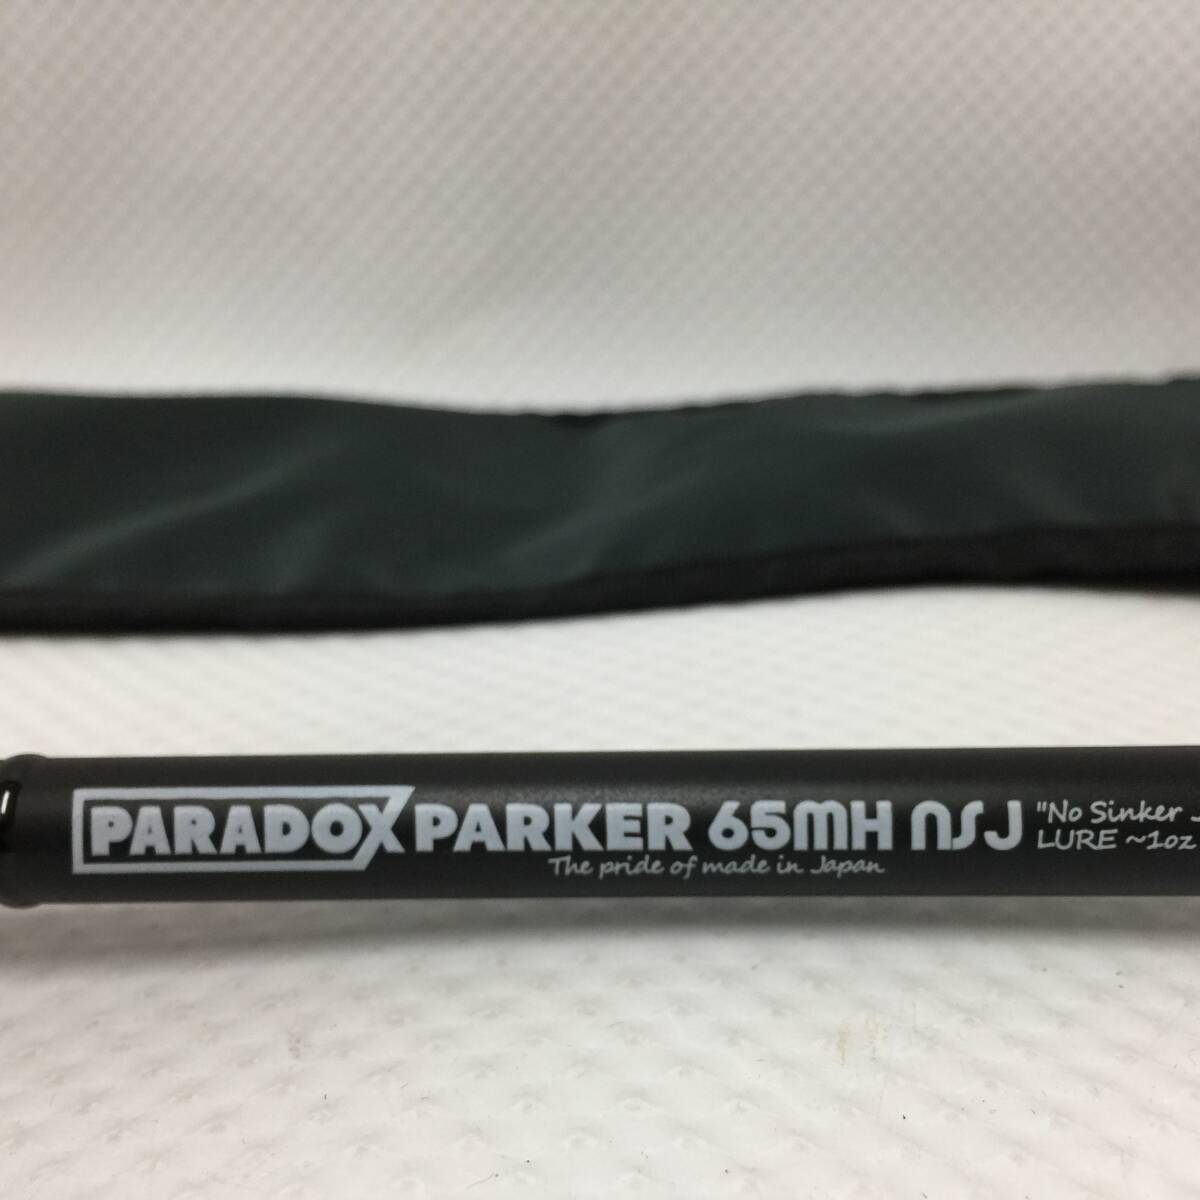 PARADOX PARKER 65MH NSJ "No Sinker
The pride of made in Japan
LURE ~1oz